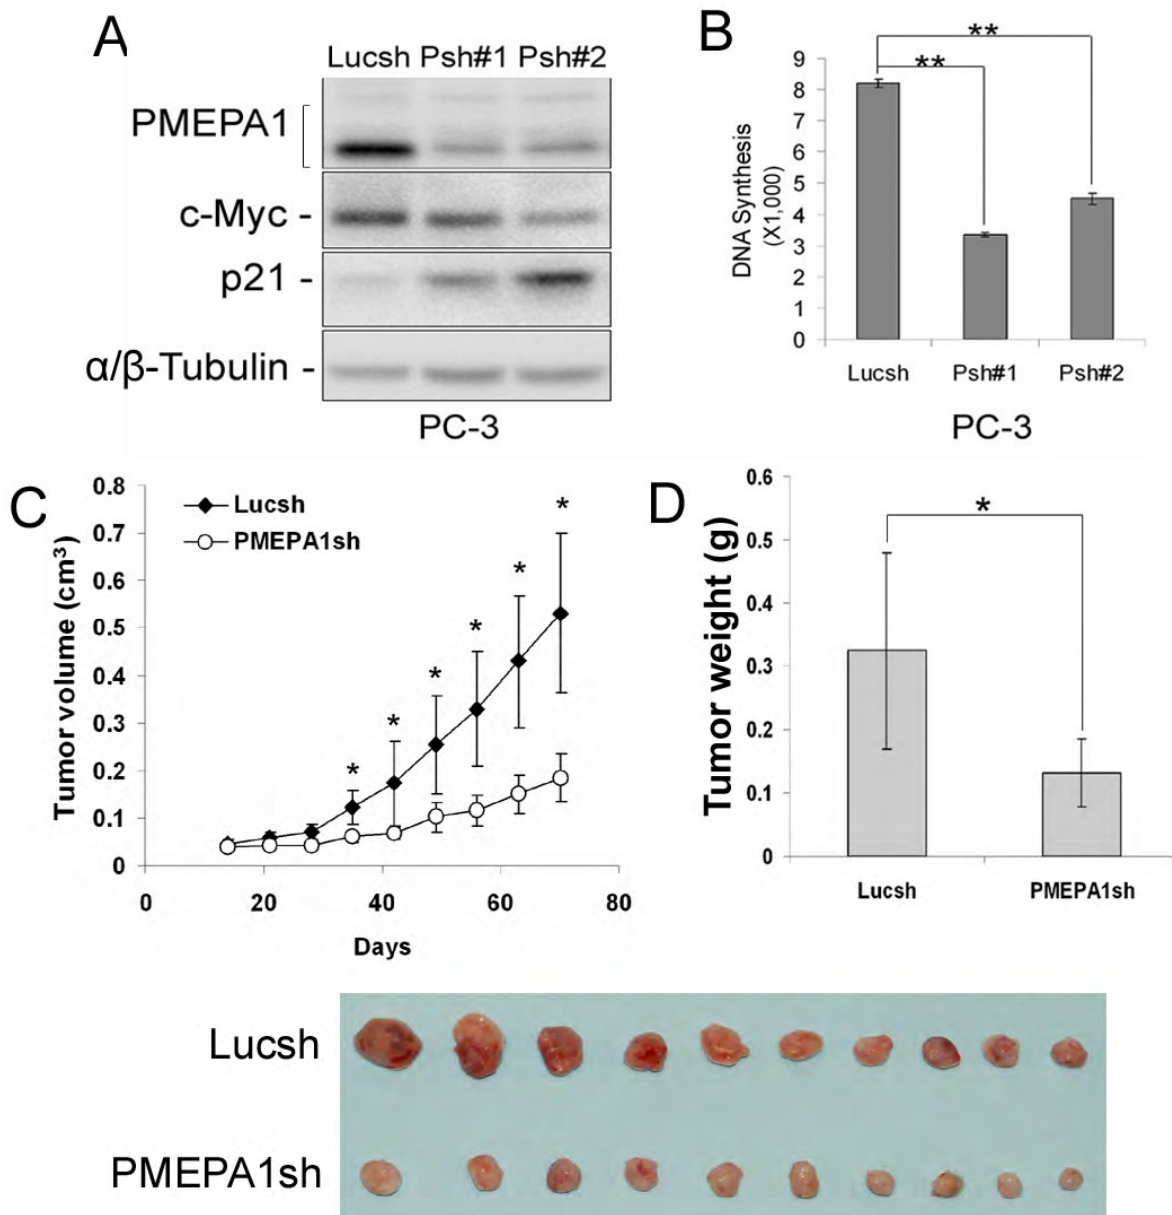 A
Lucsh Psh#1 Psh#2
PMEPA1
c-Myc -
p21 -
α/β-Tubulin -
PC-3
B
**
**
DNA Synthesis
(X1,000)
9
8
7
6
5
4
3
2
1
0
Lucsh Psh#1 Psh#2
PC-3
C
Tumor volume (cm³)
0.8
0.7
0.6
0.5
0.4
0.3
0.2
0.1
0
Lucsh
PMEPA1sh
* * * * * *
0 20 40 60 80
Days
D
Tumor weight (g)
0.6
0.5
0.4
0.3
0.2
0.1
0
*
Lucsh PMEPA1sh
Lucsh
PMEPA1sh